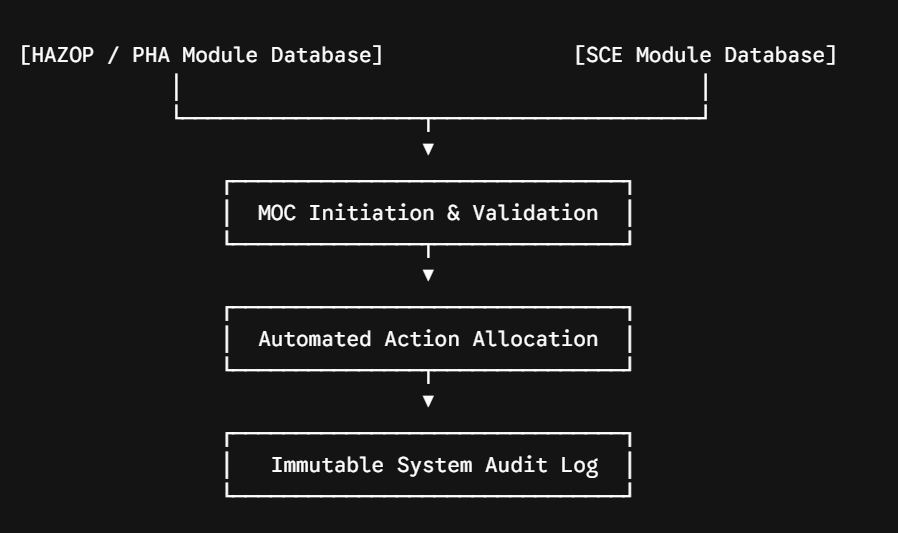 [HAZOP / PHA Module Database] [SCE Module Database]
MOC Initiation & Validation
Automated Action Allocation
Immutable System Audit Log